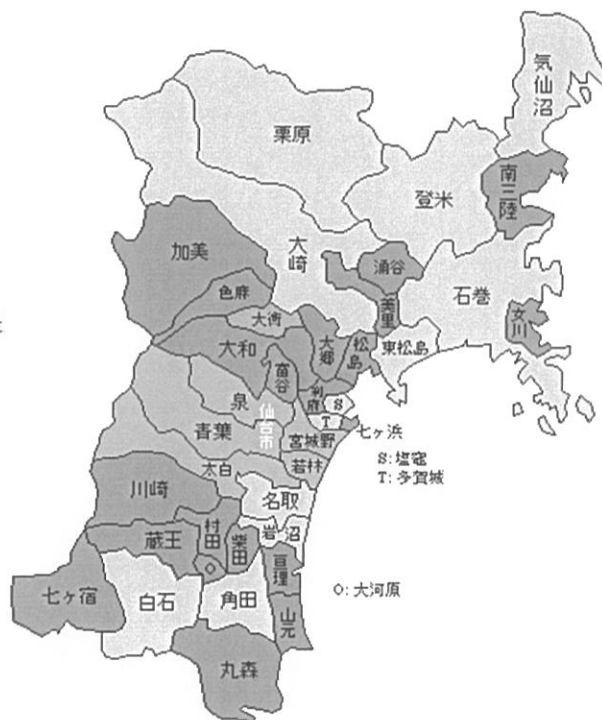 気仙沼
栗原
南三陸
登米
大崎
加美
涌谷
石巻
色麻
美里
女川
大衡
大和
大郷
松島
東松島
富谷
利府
泉
S
仙台市
T
七ヶ浜
青葉
宮城野
太白
若林
S:塩竈
T:多賀城
川崎
名取
村田
柴田
岩沼
蔵王
亘理
O
O:大河原
七ヶ宿
白石
角田
山元
丸森